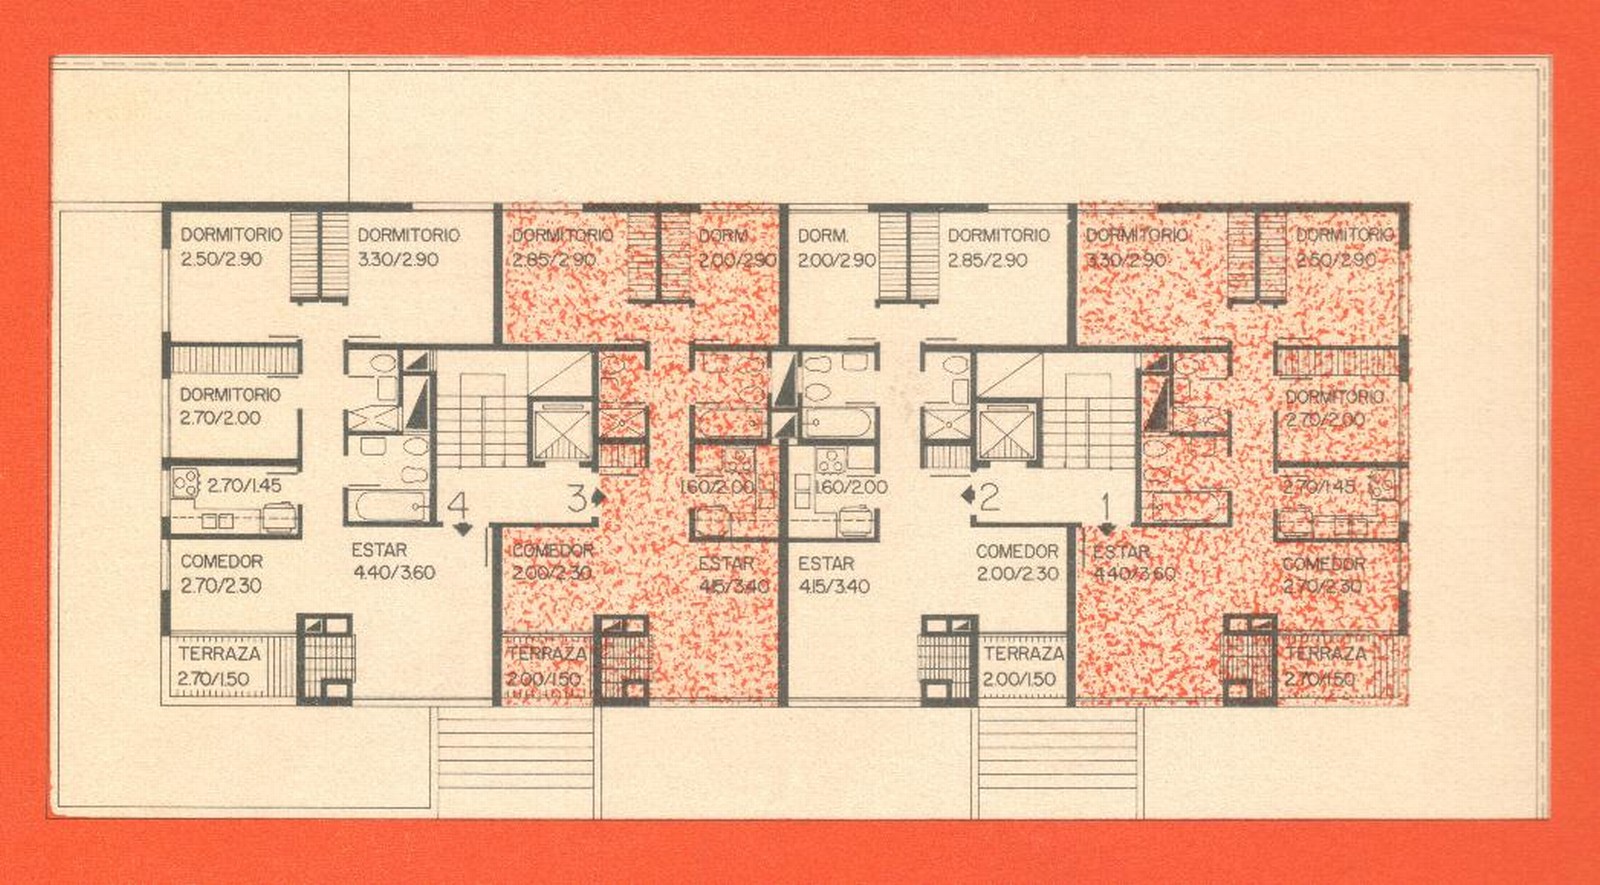 DORMITORIO
2.50/2.90
DORMITORIO
3.30/2.90
DORMITORIO
2.85/2.90
DORM.
2.00/2.90
DORM.
2.00/2.90
DORMITORIO
2.85/2.90
DORMITORIO
3.30/2.90
DORMITORIO
2.50/2.90
DORMITORIO
2.70/2.00
DORMITORIO
2.70/2.00
2.70/1.45
4
3
1.60/2.00
1.60/2.00
2
1
2.70/1.45
COMEDOR
2.70/2.30
ESTAR
4.40/3.60
COMEDOR
2.00/2.30
ESTAR
4.15/3.40
ESTAR
4.15/3.40
COMEDOR
2.00/2.30
ESTAR
4.40/3.60
COMEDOR
2.70/2.30
TERRAZA
2.70/1.50
TERRAZA
2.00/1.50
TERRAZA
2.00/1.50
TERRAZA
2.70/1.50